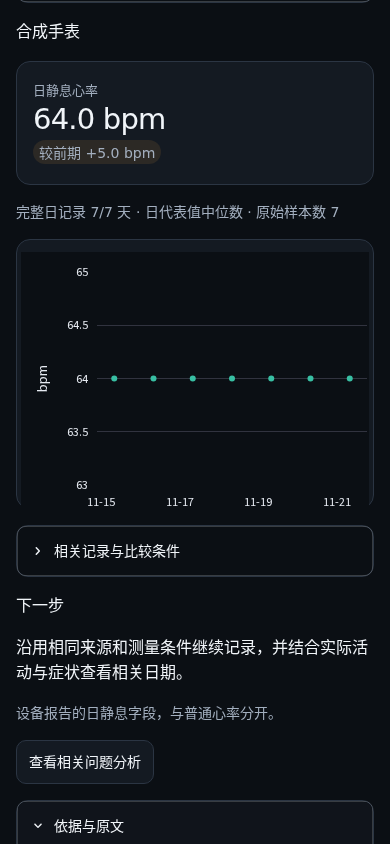 合成手表
日静息心率
64.0 bpm
较前期 +5.0 bpm
完整日记录 7/7 天 · 日代表值中位数 · 原始样本数 7
65
64.5
64
63.5
63
bpm
11-15
11-17
11-19
11-21
相关记录与比较条件
下一步
沿用相同来源和测量条件继续记录，并结合实际活
动与症状查看相关日期。
设备报告的日静息字段，与普通心率分开。
查看相关问题分析
依据与原文